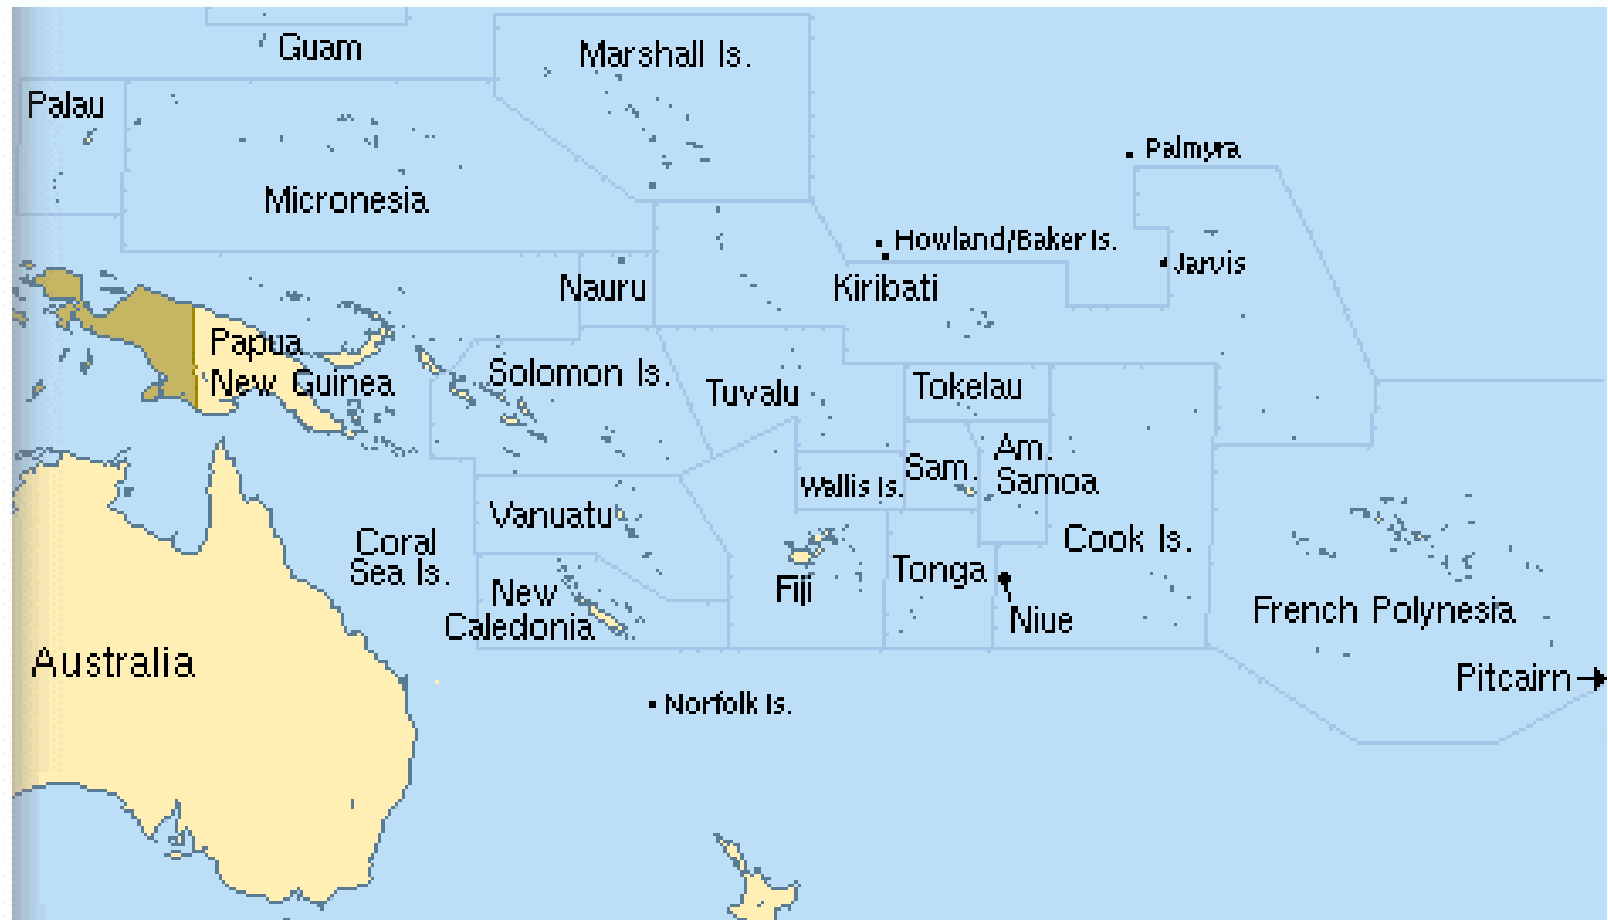 Guam
Marshall Is.
Palau
Palmyra
Micronesia
Howland/Baker Is.
Jarvis
Nauru
Kiribati
Papua
New Guinea
Solomon Is.
Tuvalu
Tokelau
Am.
Samoa
Sam.
Wallis Is.
Vanuatu
Coral
Sea Is.
Cook Is.
Tonga
Fiji
New
Caledonia
Niue
French Polynesia
Australia
Pitcairn
Norfolk Is.